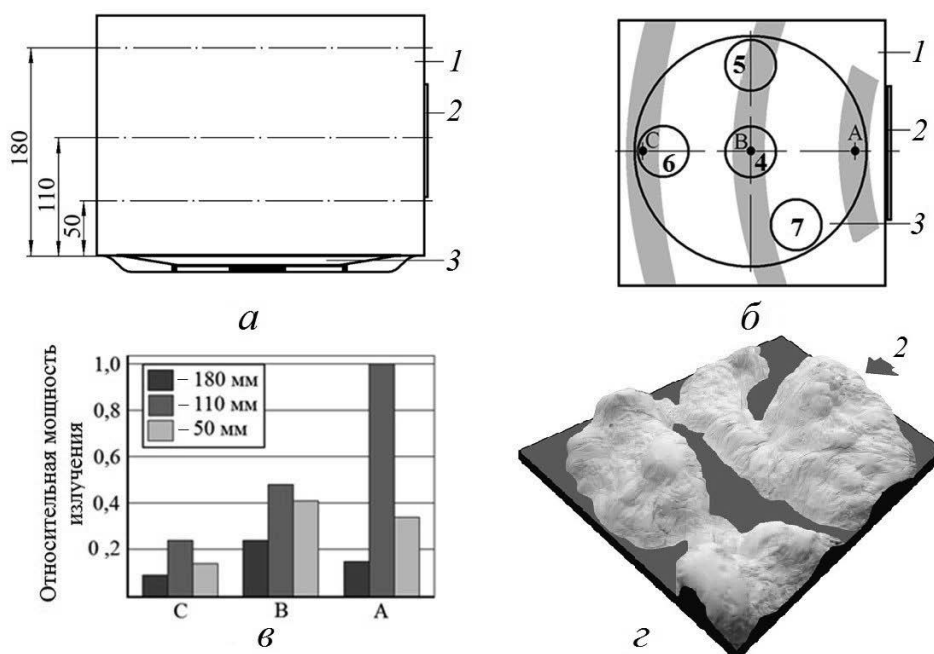 180
110
50
1
2
3
а
1
2
3
4
5
6
7
A
B
C
б
Относительная мощность
излучения
1,0
0,8
0,6
0,4
0 ,2
– 180 мм
– 110 мм
– 50 мм
C
B
A
в
2
г